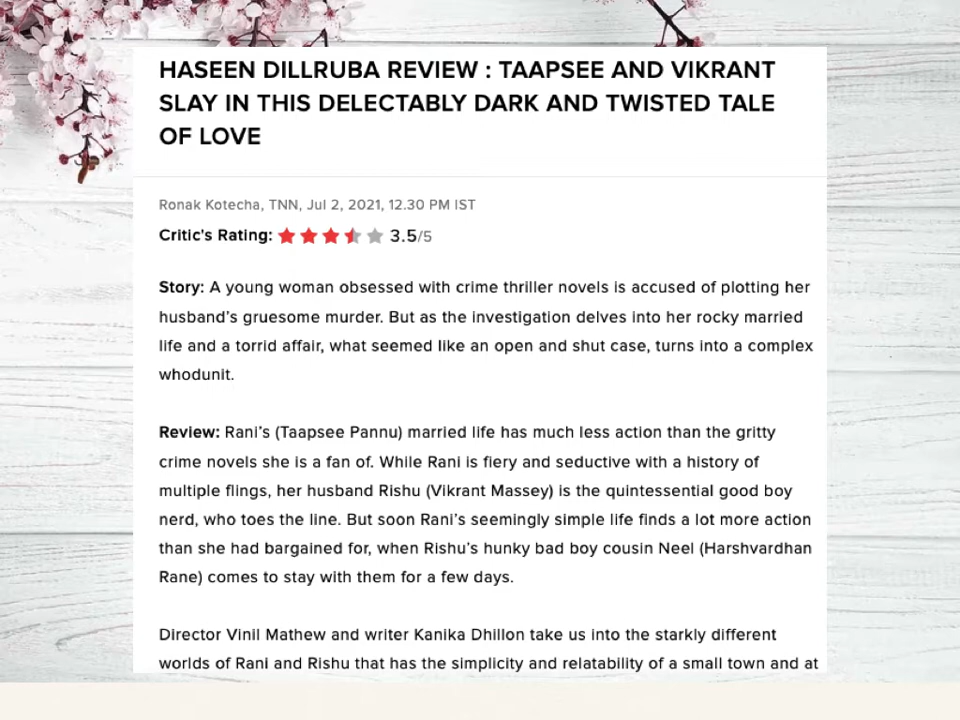 HASEEN DILLRUBA REVIEW : TAAPSEE AND VIKRANT
SLAY IN THIS DELECTABLY DARK AND TWISTED TALE
OF LOVE
Ronak Kotecha, TNN, Jul 2, 2021, 12.30 PM IST
Critic's Rating: 3.5/5
Story: A young woman obsessed with crime thriller novels is accused of plotting her
husband's gruesome murder. But as the investigation delves into her rocky married
life and a torrid affair, what seemed like an open and shut case, turns into a complex
whodunit.
Review: Rani's (Taapsee Pannu) married life has much less action than the gritty
crime novels she is a fan of. While Rani is fiery and seductive with a history of
multiple flings, her husband Rishu (Vikrant Massey) is the quintessential good boy
nerd, who toes the line. But soon Rani's seemingly simple life finds a lot more action
than she had bargained for, when Rishu's hunky bad boy cousin Neel (Harshvardhan
Rane) comes to stay with them for a few days.
Director Vinil Mathew and writer Kanika Dhillon take us into the starkly different
worlds of Rani and Rishu that has the simplicity and relatability of a small town and at